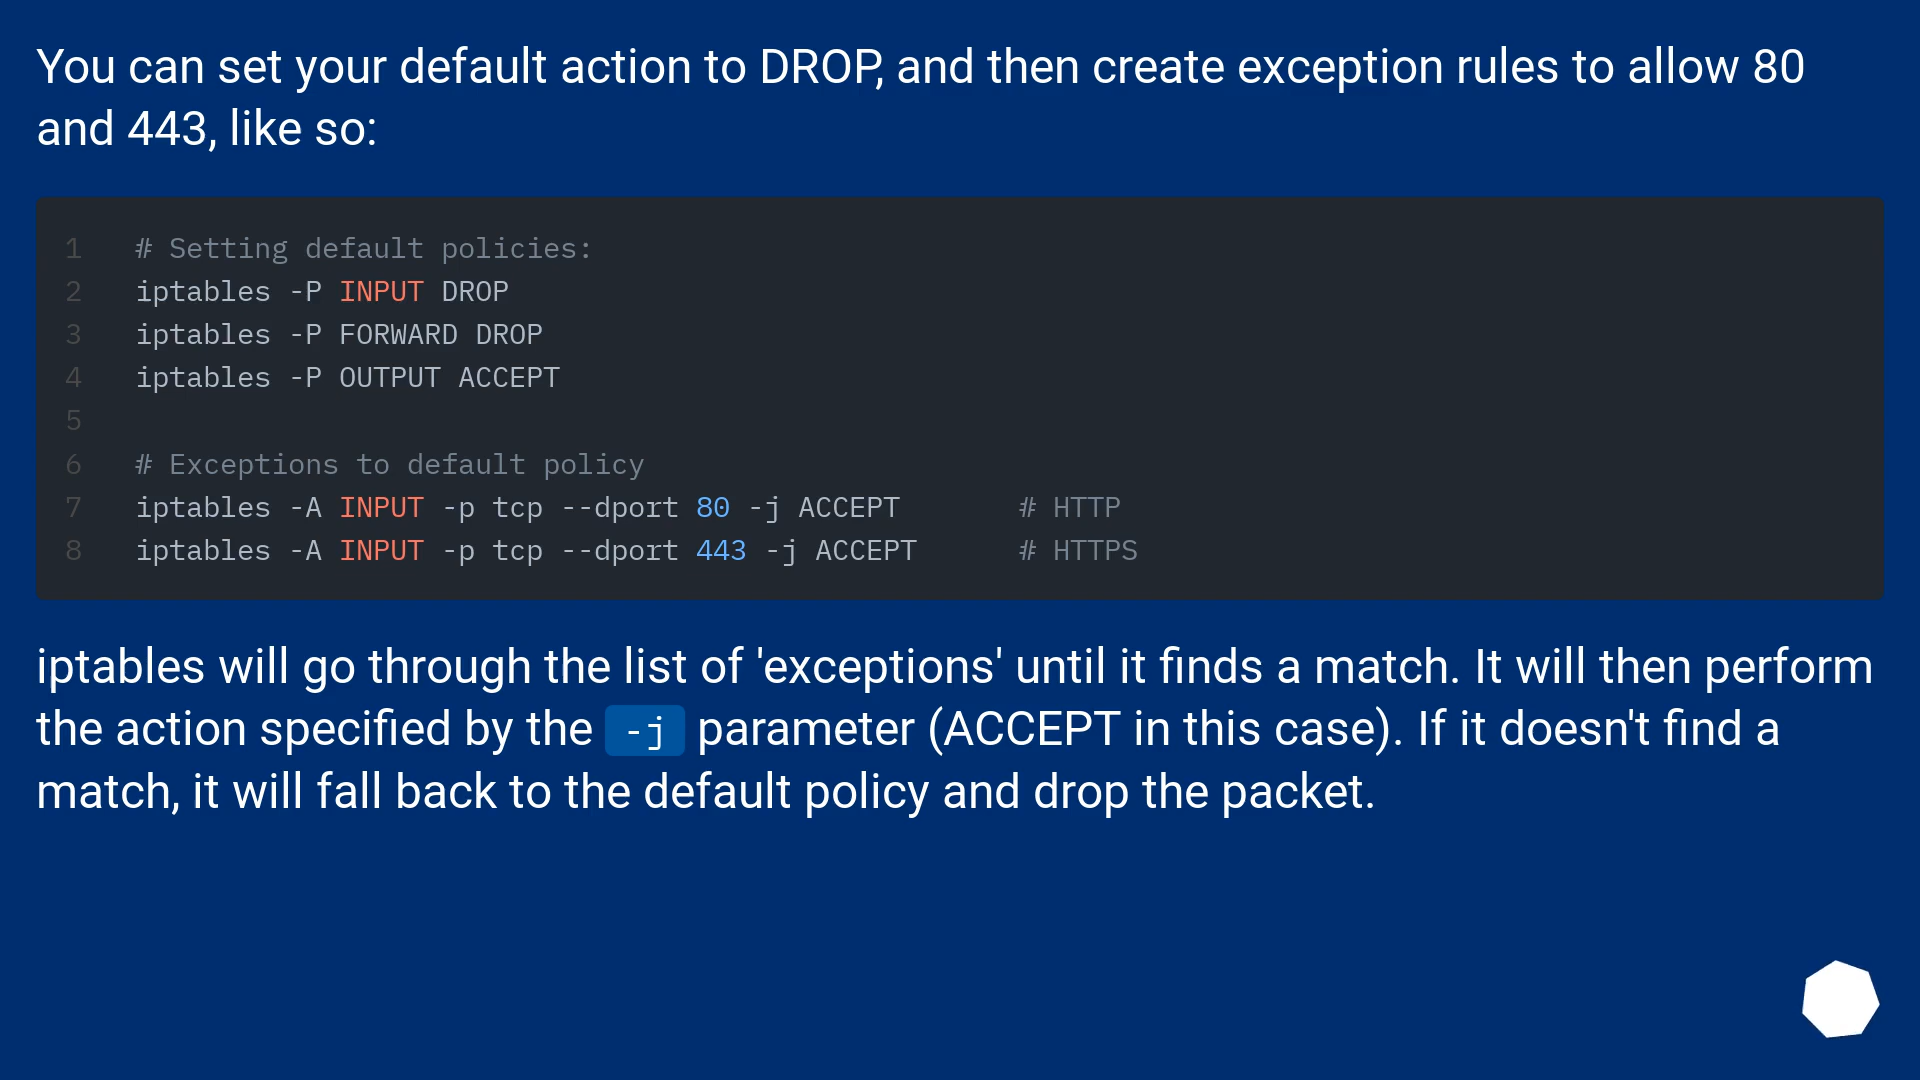 You can set your default action to DROP, and then create exception rules to allow 80
and 443, like so:
1 # Setting default policies:
2 iptables -P INPUT DROP
3 iptables -P FORWARD DROP
4 iptables -P OUTPUT ACCEPT
5
6 # Exceptions to default policy
7 iptables -A INPUT -p tcp --dport 80 -j ACCEPT       # HTTP
8 iptables -A INPUT -p tcp --dport 443 -j ACCEPT      # HTTPS
iptables will go through the list of 'exceptions' until it finds a match. It will then perform
the action specified by the -j parameter (ACCEPT in this case). If it doesn't find a
match, it will fall back to the default policy and drop the packet.